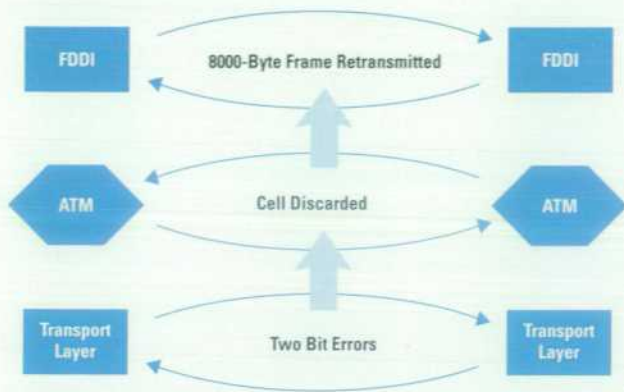 FDDI
8000-Byte Frame Retransmitted
FDDI
ATM
Cell Discarded
ATM
Transport
Layer
Two Bit Errors
Transport
Layer